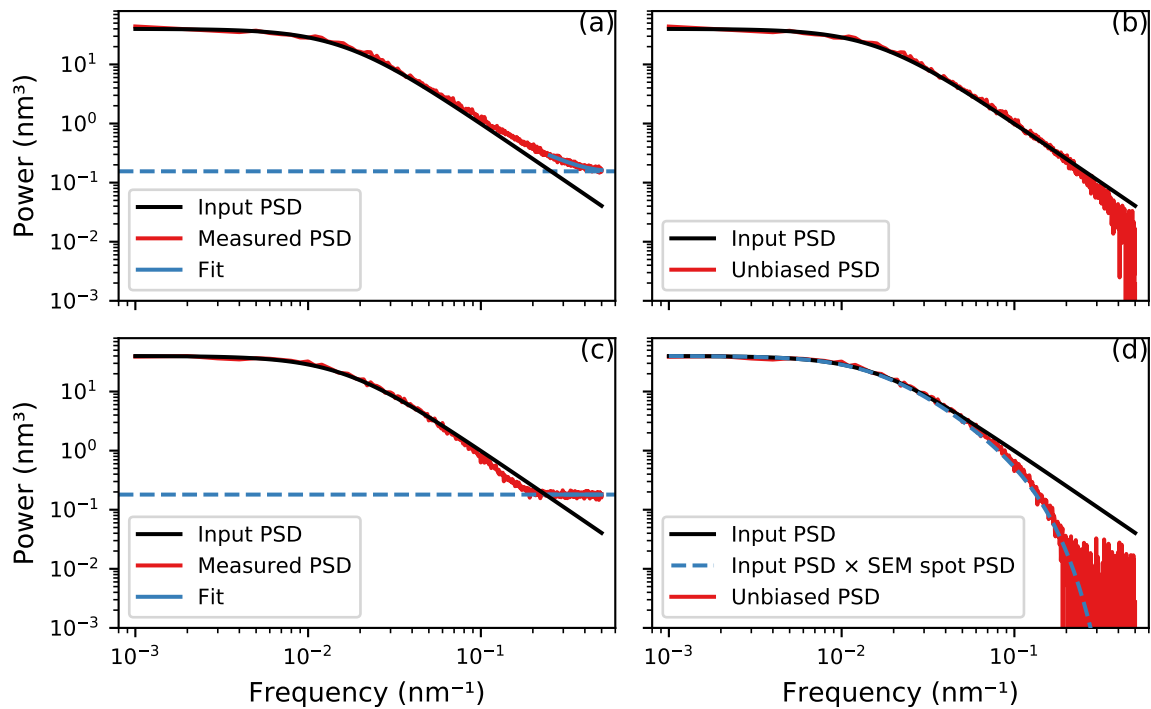 (a)
Power (nm³)
10¹
10⁰
10⁻¹
10⁻²
10⁻³
Input PSD
Measured PSD
Fit
(b)
Input PSD
Unbiased PSD
(c)
Power (nm³)
10¹
10⁰
10⁻¹
10⁻²
10⁻³
Input PSD
Measured PSD
Fit
10⁻³ 10⁻² 10⁻¹
Frequency (nm⁻¹)
(d)
Input PSD
Input PSD × SEM spot PSD
Unbiased PSD
10⁻³ 10⁻² 10⁻¹
Frequency (nm⁻¹)